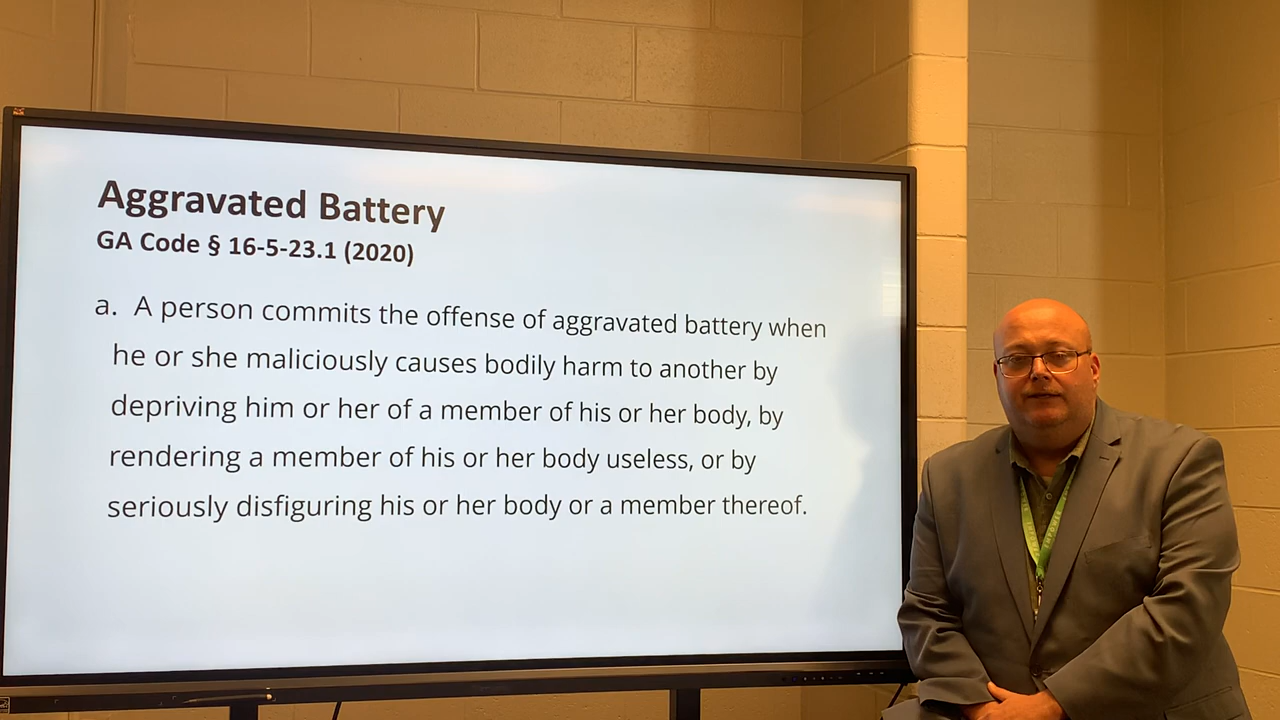 Aggravated Battery
GA Code § 16-5-23.1 (2020)
a. A person commits the offense of aggravated battery when
he or she maliciously causes bodily harm to another by
depriving him or her of a member of his or her body, by
rendering a member of his or her body useless, or by
seriously disfiguring his or her body or a member thereof.